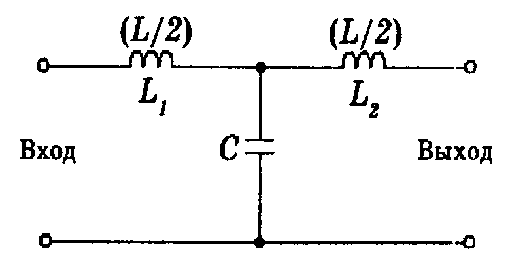 (L/2) (L/2)
L₁ L₂
Вход C Выход